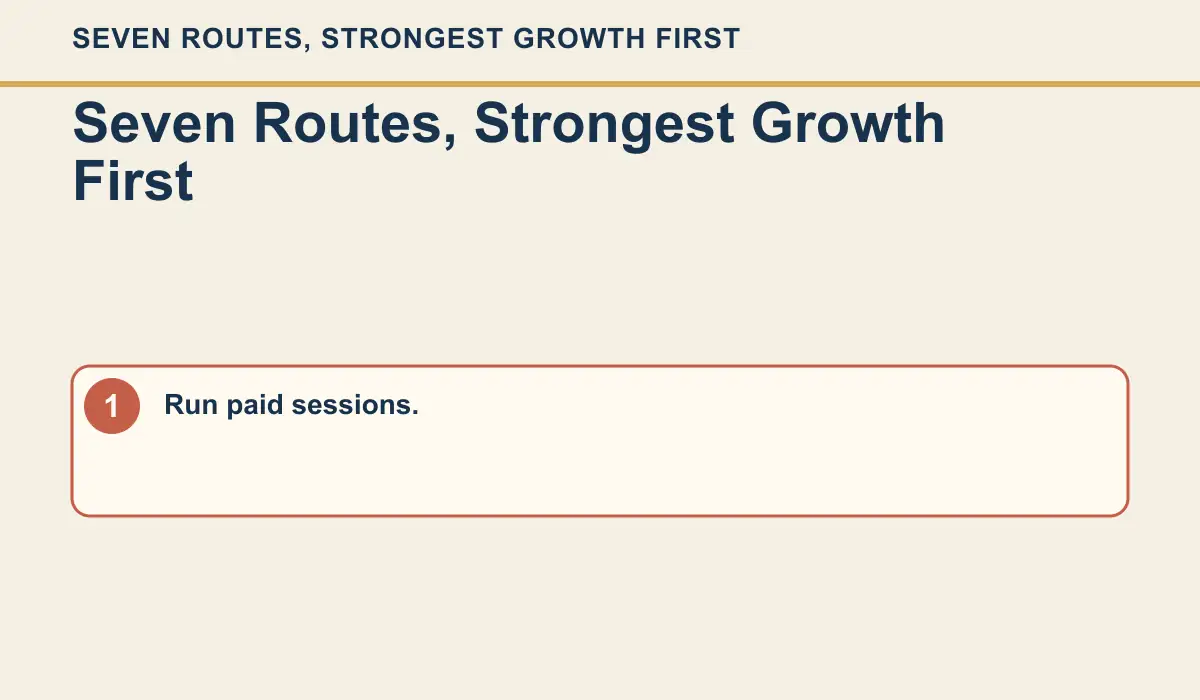 SEVEN ROUTES, STRONGEST GROWTH FIRST
Seven Routes, Strongest Growth
First
1
Run paid sessions.